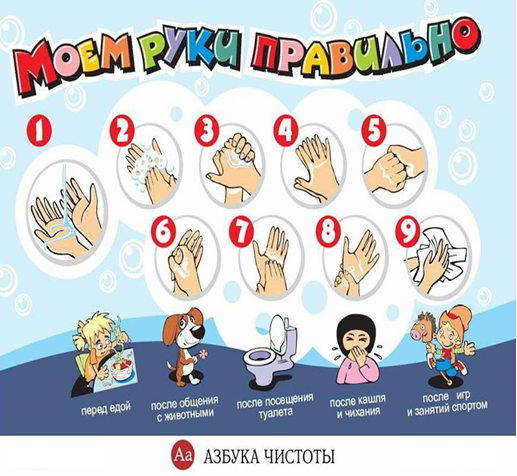 Моем руки правильно
1
2
3
4
5
6
7
8
9
перед едой
после общения
с животными
после посещения
туалета
после кашля
и чихания
после игр
и занятий спортом
Аа АЗБУКА ЧИСТОТЫ